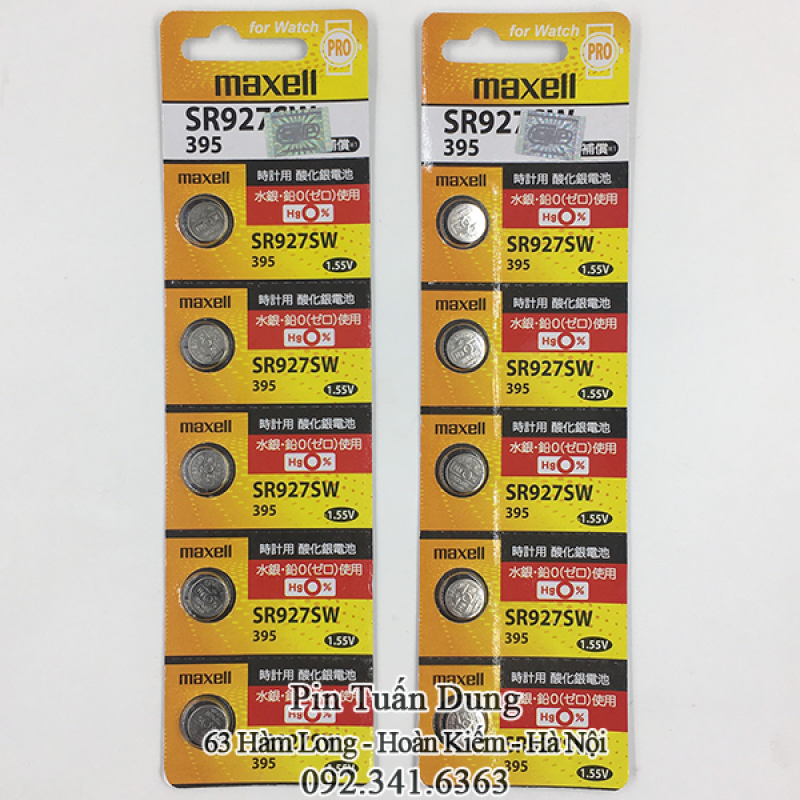 for Watch
PRO
maxell
SR927SW
395
補償※1
maxell
時計用 酸化銀電池
水銀・鉛0(ゼロ)使用
Hg0%
SR927SW
395
1.55V
maxell
時計用 酸化銀電池
水銀・鉛0(ゼロ)使用
Hg0%
SR927SW
395
1.55V
maxell
時計用 酸化銀電池
水銀・鉛0(ゼロ)使用
Hg0%
SR927SW
395
1.55V
maxell
時計用 酸化銀電池
水銀・鉛0(ゼロ)使用
Hg0%
SR927SW
395
1.55V
maxell
時計用 酸化銀電池
水銀・鉛0(ゼロ)使用
Hg0%
395
1.55V
for Watch
PRO
maxell
SR927SW
395
補償※1
maxell
時計用 酸化銀電池
水銀・鉛0(ゼロ)使用
Hg0%
SR927SW
395
1.55V
maxell
時計用 酸化銀電池
水銀・鉛0(ゼロ)使用
Hg0%
SR927SW
395
1.55V
maxell
時計用 酸化銀電池
水銀・鉛0(ゼロ)使用
Hg0%
SR927SW
395
1.55V
maxell
時計用 酸化銀電池
水銀・鉛0(ゼロ)使用
Hg0%
SR927SW
395
1.55V
maxell
時計用 酸化銀電池
水銀・鉛0(ゼロ)使用
Hg0%
395
1.55V
Pin Tuấn Dung
63 Hàm Long - Hoàn Kiếm - Hà Nội
092.341.6363